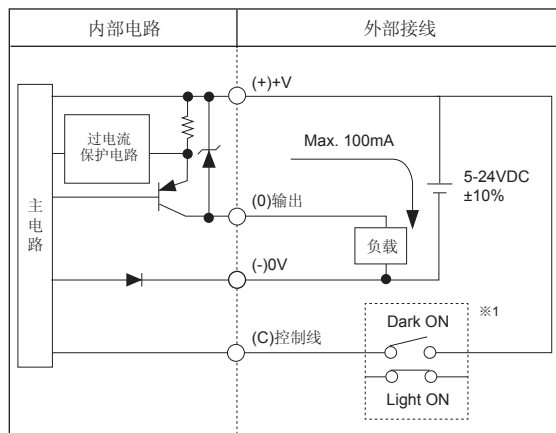 内部电路
外部接线
(+)+V
过电流
保护电路
Max. 100mA
5-24VDC
±10%
主电路
(0)输出
负载
(-)0V
※1
Dark ON
(C)控制线
Light ON